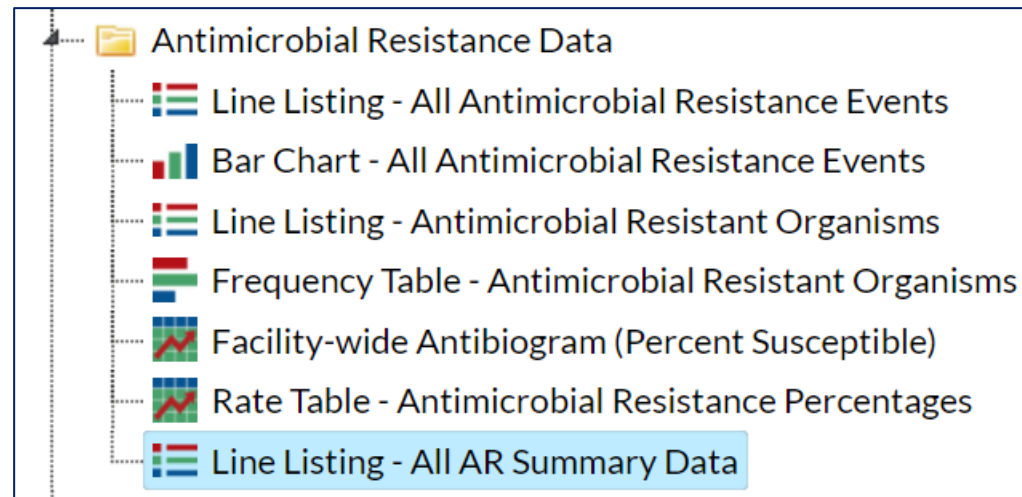 Antimicrobial Resistance Data
Line Listing - All Antimicrobial Resistance Events
Bar Chart - All Antimicrobial Resistance Events
Line Listing - Antimicrobial Resistant Organisms
Frequency Table - Antimicrobial Resistant Organisms
Facility-wide Antibiogram (Percent Susceptible)
Rate Table - Antimicrobial Resistance Percentages
Line Listing - All AR Summary Data